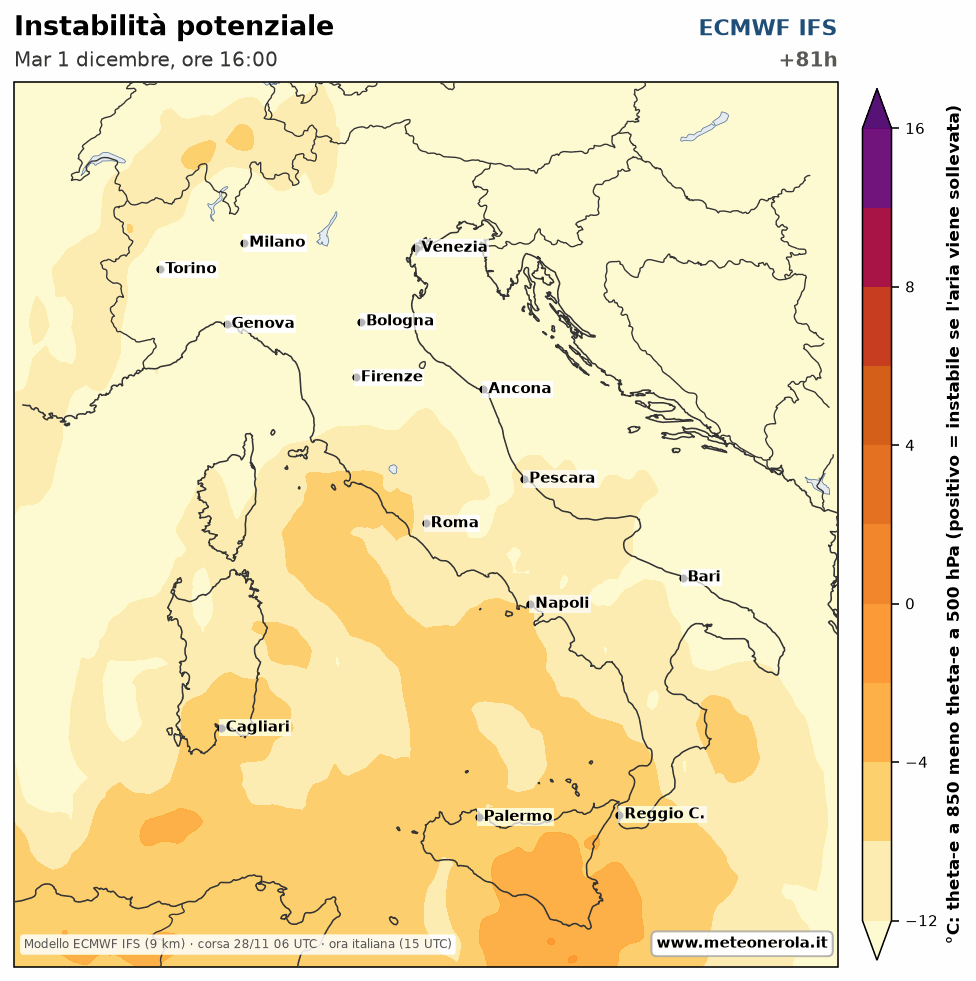 Instabilità potenziale
ECMWF IFS
Mar 1 dicembre, ore 16:00
+81h
Milano
Venezia
Torino
Genova
Bologna
Firenze
Ancona
Pescara
Roma
Bari
Napoli
Cagliari
Palermo
Reggio C.
16
8
4
0
−4
−12
°C: theta-e a 850 meno theta-e a 500 hPa (positivo = instabile se l'aria viene sollevata)
Modello ECMWF IFS (9 km) · corsa 28/11 06 UTC · ora italiana (15 UTC)
www.meteonerola.it